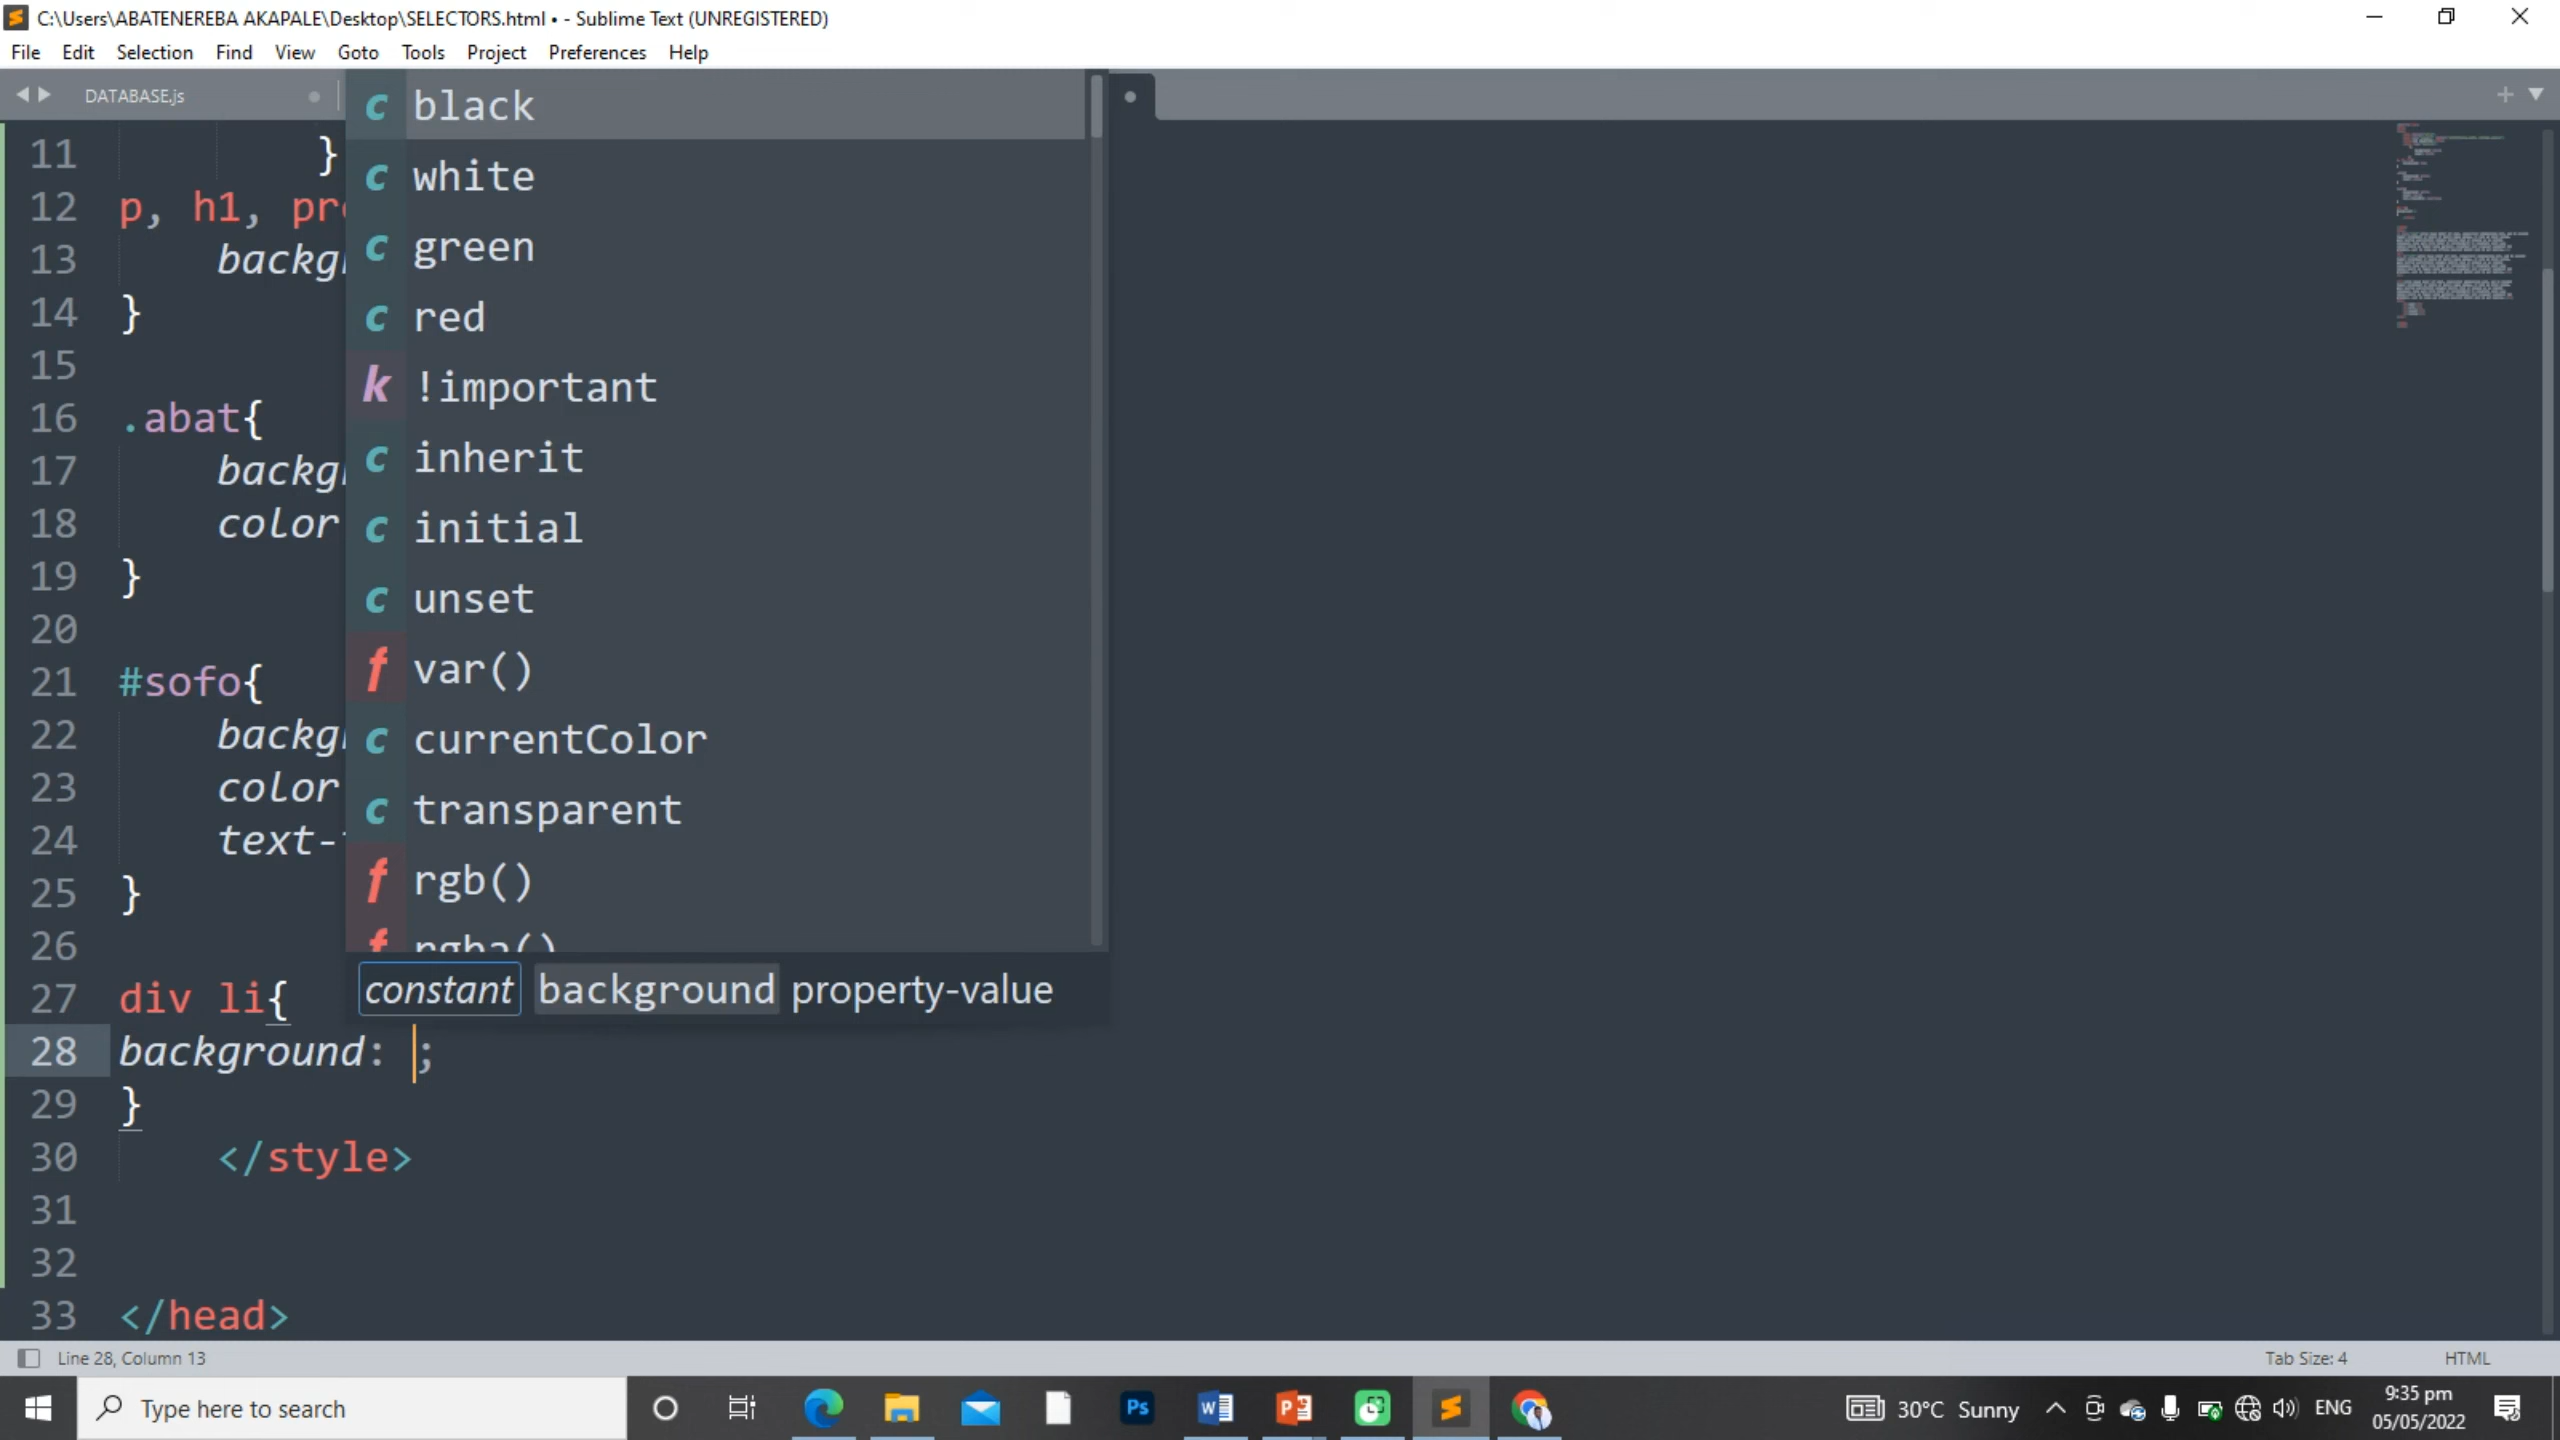 C:\Users\ABATENEREBA AKAPALE\Desktop\SELECTORS.html • - Sublime Text (UNREGISTERED)
File Edit Selection Find View Goto Tools Project Preferences Help
DATABASE.js
11 }
12 p, h1, pr
13 backg
14 }
15
16 .abat{
17 backg
18 color
19 }
20
21 #sofo{
22 backg
23 color
24 text-
25 }
26
27 div li{
28 background: ;
29 }
30 </style>
31
32
33 </head>
c black
c white
c green
c red
k !important
c inherit
c initial
c unset
f var()
c currentColor
c transparent
f rgb()
f rgba()
constant background property-value
Line 28, Column 13 Tab Size: 4 HTML
Type here to search
Ps
30°C Sunny
ENG
9:35 pm
05/05/2022